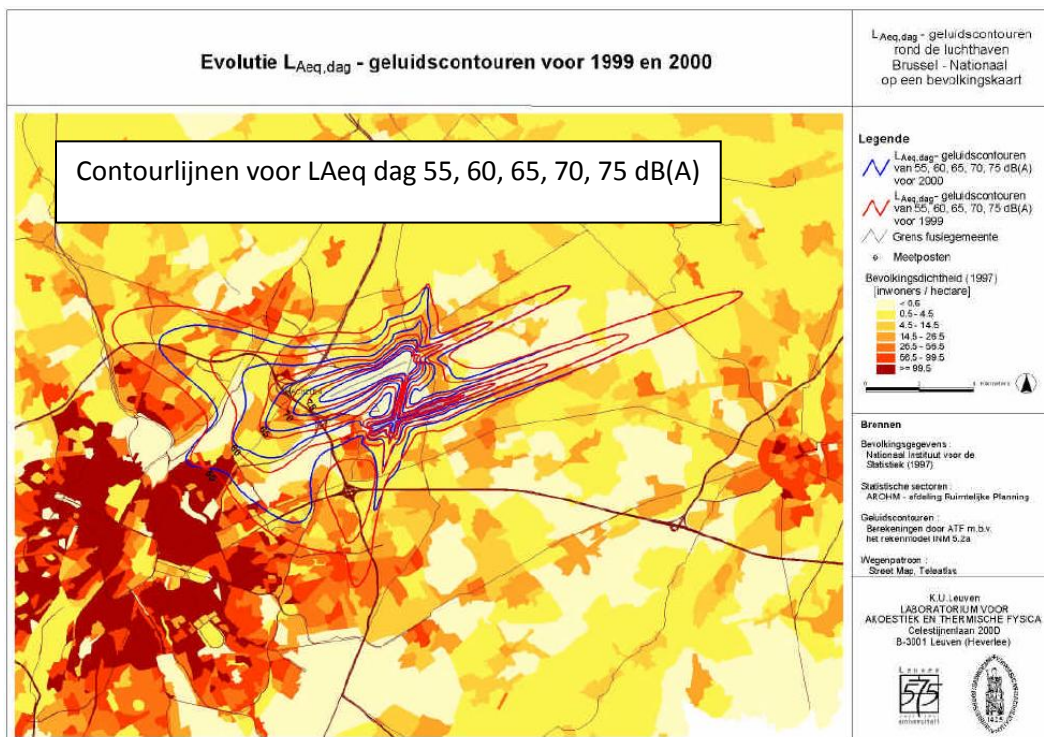 Evolutie LAeq,dag - geluidscontouren voor 1999 en 2000
LAeq,dag - geluidscontouren
rond de luchthaven
Brussel - Nationaal
op een bevolkingskaart
Contourlijnen voor LAeq dag 55, 60, 65, 70, 75 dB(A)
Legende
LAeq,dag - geluidscontouren
van 55, 60, 65, 70, 75 dB(A)
voor 2000
LAeq,dag - geluidscontouren
van 55, 60, 65, 70, 75 dB(A)
voor 1999
Grens fusiegemeente
Meetposten
Bevolkingsdichtheid (1997)
[inwoners / hectare]
< 0.5
0.5 - 4.5
4.5 - 14.5
14.5 - 26.5
26.5 - 56.5
56.5 - 99.5
>= 99.5
Bronnen
Bevolkingsgegevens :
Nationaal Instituut voor de
Statistiek (1997)
Statistische sectoren :
AROHM - afdeling Ruimtelijke Planning
Geluidscontouren :
Berekeningen door ATF m.b.v.
het rekenmodel INM 5.2a
Wegenpatroon :
Street Map, Teleatlas
K.U.Leuven
LABORATORIUM VOOR
AKOESTIEK EN THERMISCHE FYSICA
Celestijnenlaan 200D
B-3001 Leuven (Heverlee)
Leuven
575
universiteit
1425